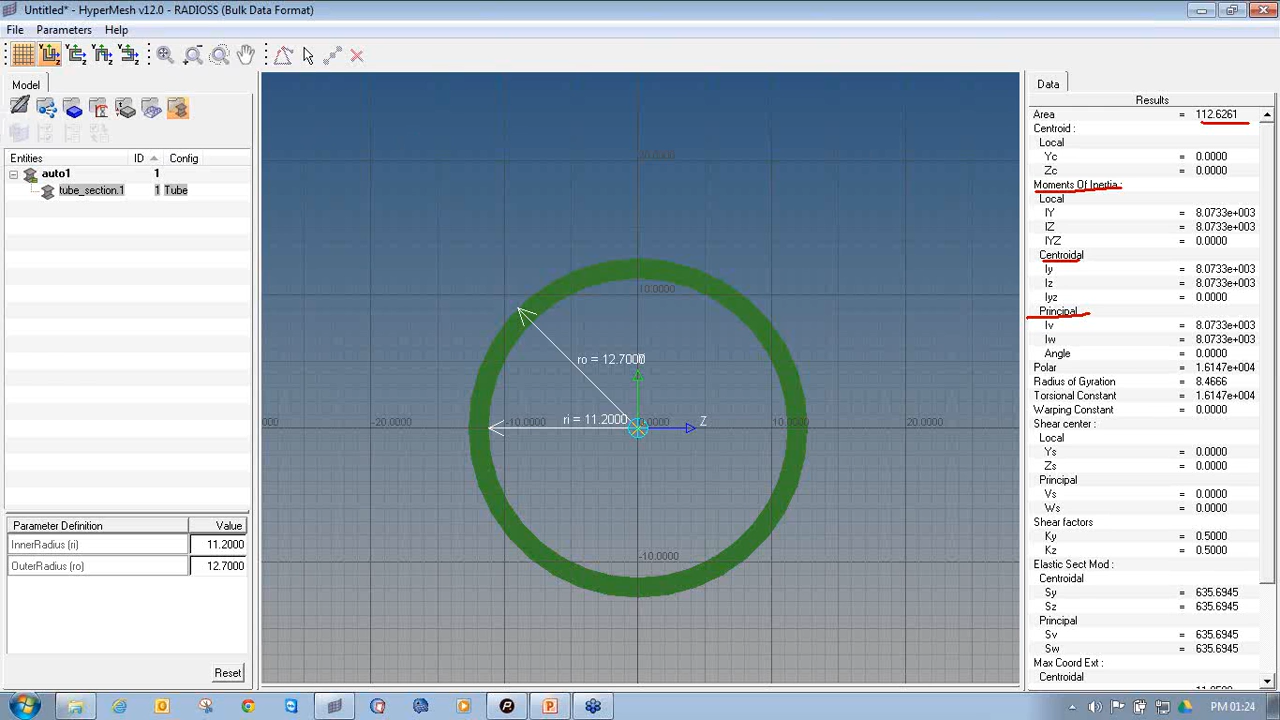 Untitled* - HyperMesh v12.0 - RADIOSS (Bulk Data Format)
File Parameters Help
Model
Entities ID Config
auto1 1
tube_section.1 1 Tube
Parameter Definition Value
InnerRadius (ri) 11.2000
OuterRadius (ro) 12.7000
Reset
20.0000
10.0000
ro = 12.7000
ri = 11.2000
Z
-20.0000 -10.0000 0.0000 10.0000 20.0000
-10.0000
Data
Results
Area = 112.6261
Centroid :
Local
Yc = 0.0000
Zc = 0.0000
Moments Of Inertia :
Local
IY = 8.0733e+003
IZ = 8.0733e+003
IYZ = 0.0000
Centroidal
Iy = 8.0733e+003
Iz = 8.0733e+003
Iyz = 0.0000
Principal
Iv = 8.0733e+003
Iw = 8.0733e+003
Angle = 0.0000
Polar = 1.6147e+004
Radius of Gyration = 8.4666
Torsional Constant = 1.6147e+004
Warping Constant = 0.0000
Shear center :
Local
Ys = 0.0000
Zs = 0.0000
Principal
Vs = 0.0000
Ws = 0.0000
Shear factors
Ky = 0.5000
Kz = 0.5000
Elastic Sect Mod :
Centroidal
Sy = 635.6945
Sz = 635.6945
Principal
Sv = 635.6945
Sw = 635.6945
Max Coord Ext :
Centroidal
PM 01:24